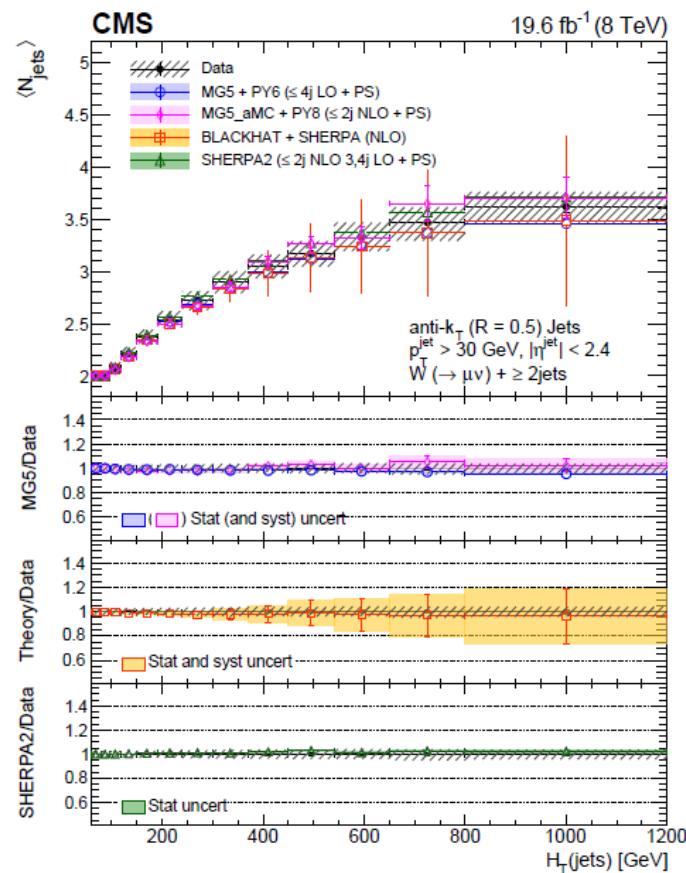 CMS 19.6 fb⁻¹ (8 TeV)
⟨N_jets⟩
5
4.5
4
3.5
3
2.5
2
Data
MG5 + PY6 (≤ 4j LO + PS)
MG5_aMC + PY8 (≤ 2j NLO + PS)
BLACKHAT + SHERPA (NLO)
SHERPA2 (≤ 2j NLO 3,4j LO + PS)
anti-k_T (R = 0.5) Jets
p_T^jet > 30 GeV, |η^jet| < 2.4
W (→ μν) + ≥ 2jets
MG5/Data
1.4
1.2
1
0.8
0.6
( ) Stat (and syst) uncert
Theory/Data
1.4
1.2
1
0.8
0.6
Stat and syst uncert
SHERPA2/Data
1.4
1.2
1
0.8
0.6
Stat uncert
200 400 600 800 1000 1200
H_T(jets) [GeV]